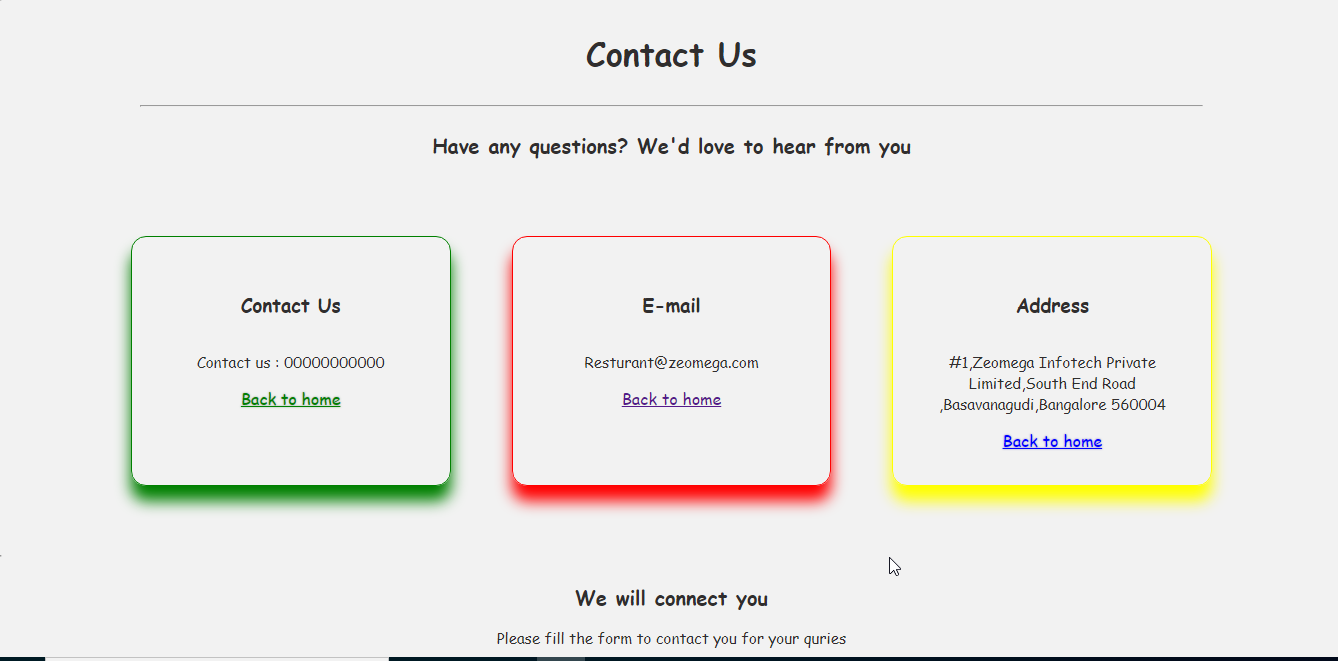 Contact Us
Have any questions? We'd love to hear from you
Contact Us
Contact us : 00000000000
Back to home
E-mail
Resturant@zeomega.com
Back to home
Address
#1,Zeomega Infotech Private
Limited,South End Road
,Basavanagudi,Bangalore 560004
Back to home
We will connect you
Please fill the form to contact you for your quries